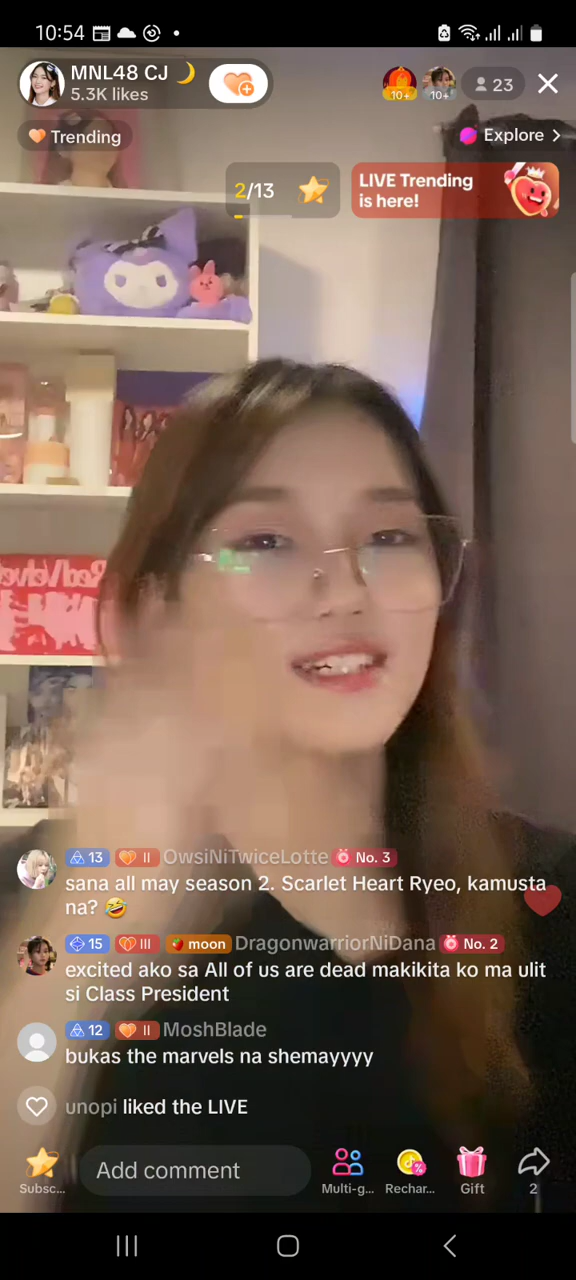 10:54
MNL48 CJ 🌙
5.3K likes
10+
10+
23
Trending
Explore >
2/13
LIVE Trending
is here!
RedVelve
13 II OwsiNiTwiceLotte No. 3
sana all may season 2. Scarlet Heart Ryeo, kamusta
na? 🤣
15 III moon DragonwarriorNiDana No. 2
excited ako sa All of us are dead makikita ko ma ulit
si Class President
12 II MoshBlade
bukas the marvels na shemayyyy
unopi liked the LIVE
Add comment
Subsc...
Multi-g...
Rechar...
Gift
2